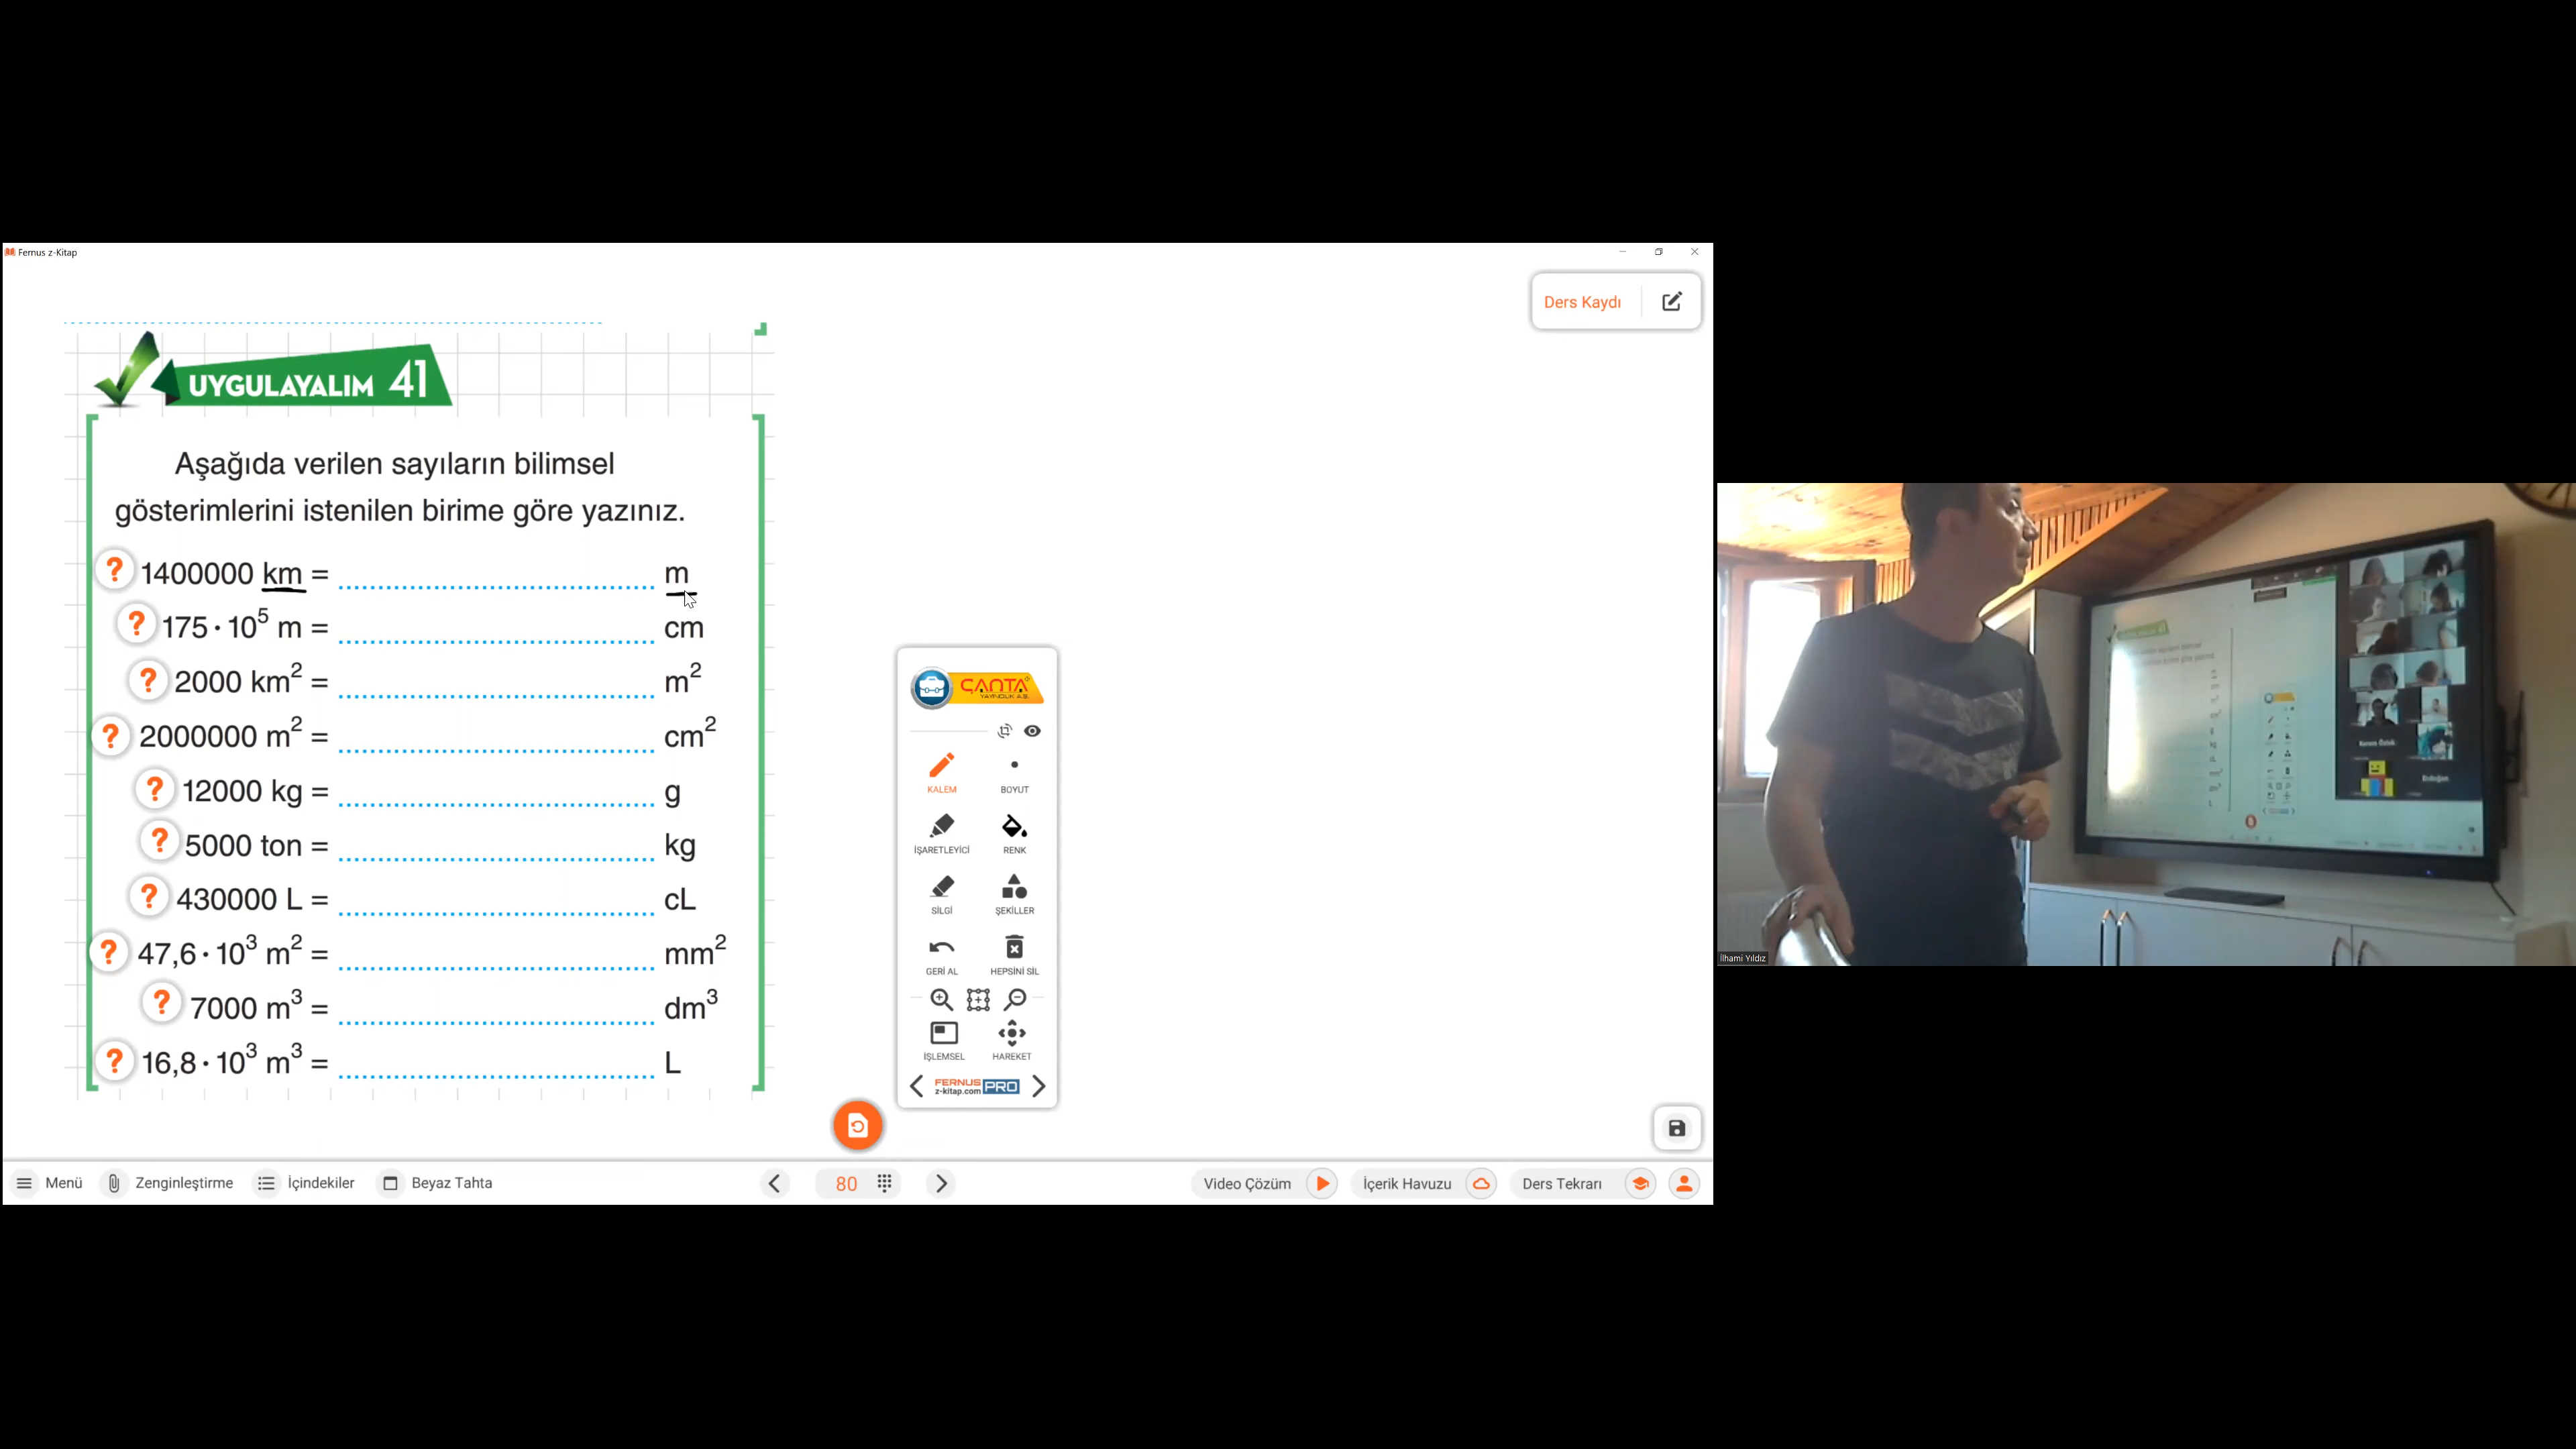 Fernus z-Kitap
Ders Kaydı
UYGULAYALIM 41
Aşağıda verilen sayıların bilimsel
gösterimlerini istenilen birime göre yazınız.
? 1400000 km = ........................................ m
? 175 · 10⁵ m = ........................................ cm
? 2000 km² = ........................................ m²
? 2000000 m² = ........................................ cm²
? 12000 kg = ........................................ g
? 5000 ton = ........................................ kg
? 430000 L = ........................................ cL
? 47,6 · 10³ m² = ........................................ mm²
? 7000 m³ = ........................................ dm³
? 16,8 · 10³ m³ = ........................................ L
ÇANTA
YAYINCILIK A.Ş.
KALEM BOYUT
İŞARETLEYİCİ RENK
SİLGİ ŞEKİLLER
GERİ AL HEPSİNİ SİL
İŞLEMSEL HAREKET
FERNUS PRO
z-kitap.com
Menü Zenginleştirme İçindekiler Beyaz Tahta 80 Video Çözüm İçerik Havuzu Ders Tekrarı
UYGULAYALIM 41
Erdoğan
İlhami Yıldız